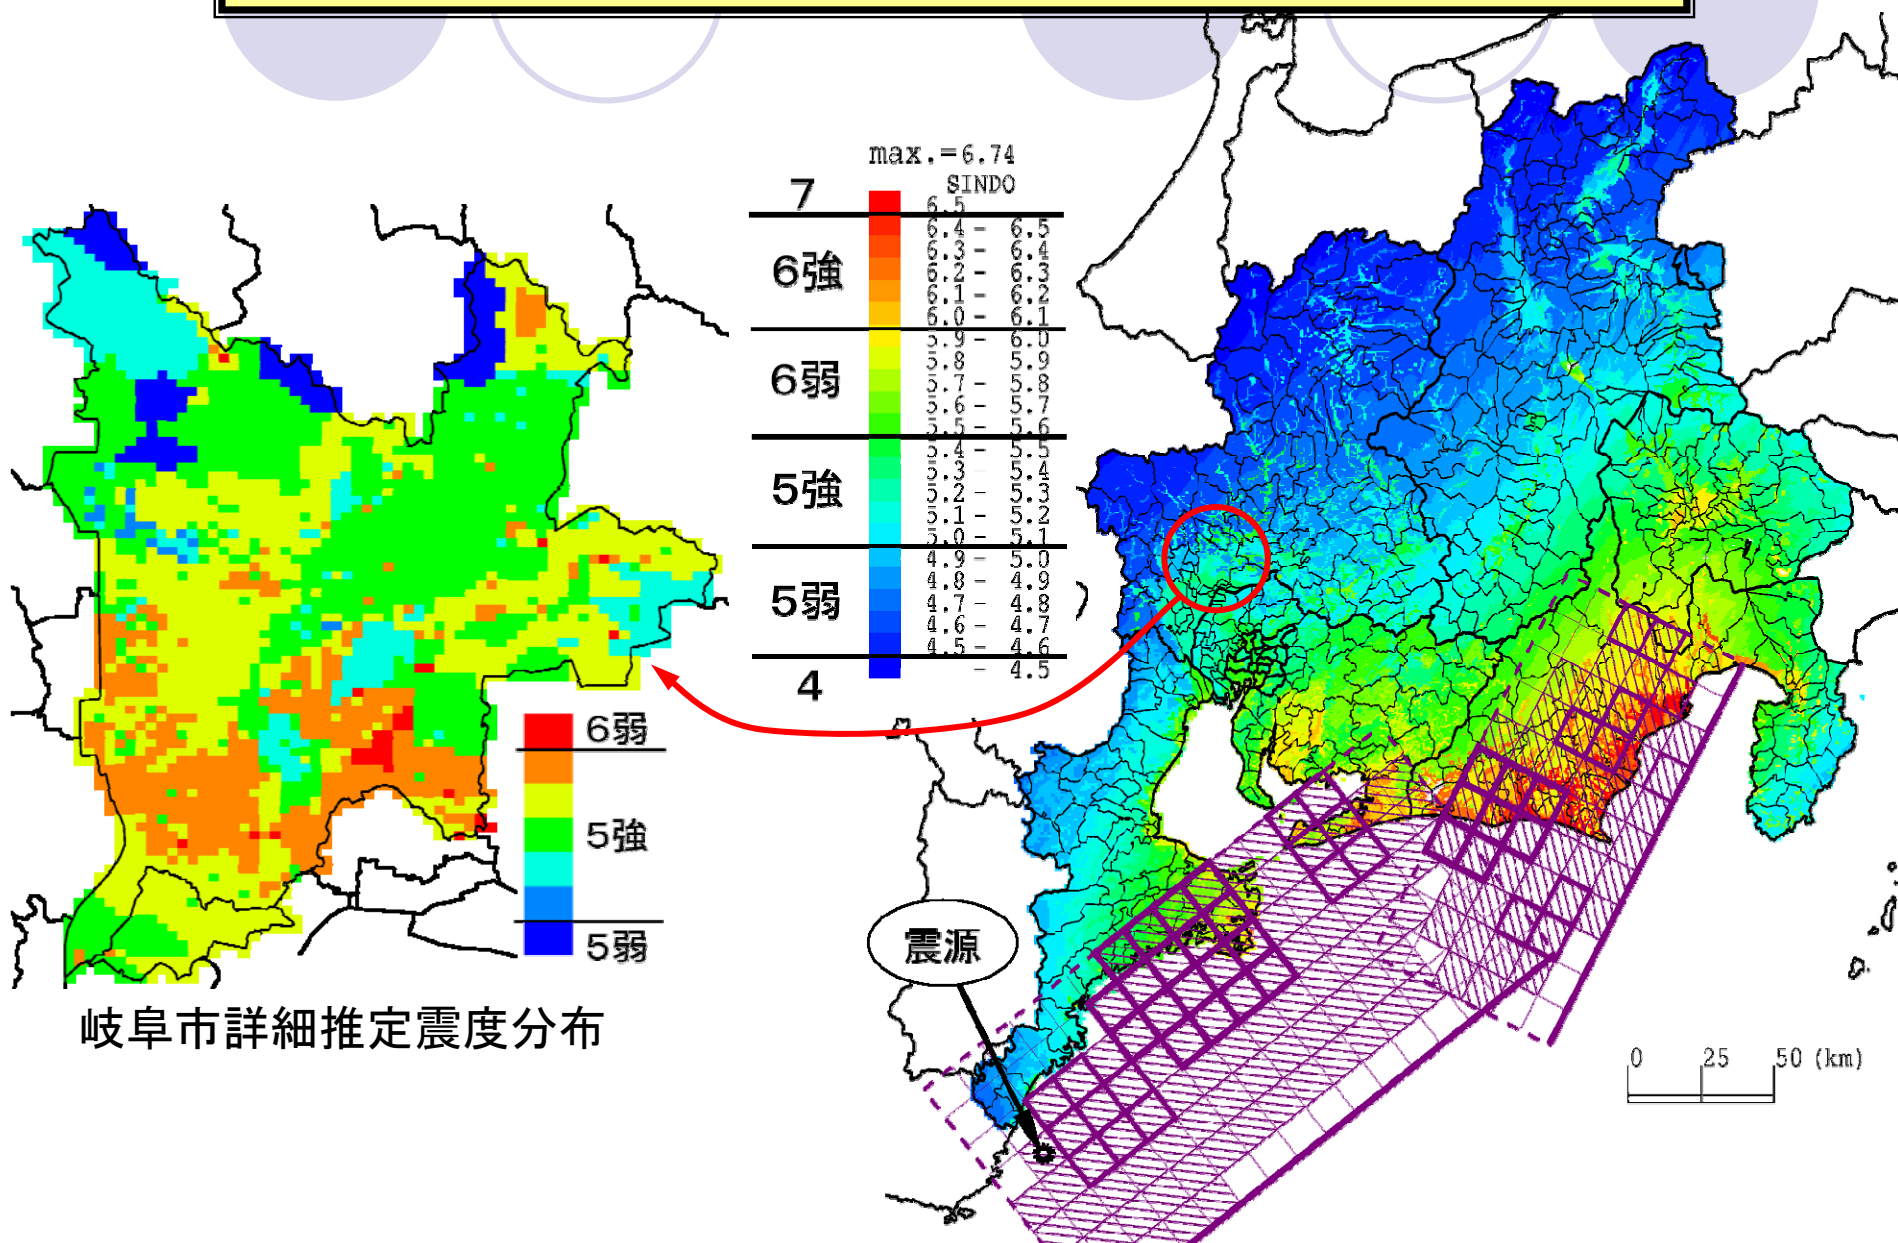 max.=6.74
SINDO
7
6強
6弱
5強
5弱
4
6.5
6.4 - 6.5
6.3 - 6.4
6.2 - 6.3
6.1 - 6.2
6.0 - 6.1
5.9 - 6.0
5.8 - 5.9
5.7 - 5.8
5.6 - 5.7
5.5 - 5.6
5.4 - 5.5
5.3 - 5.4
5.2 - 5.3
5.1 - 5.2
5.0 - 5.1
4.9 - 5.0
4.8 - 4.9
4.7 - 4.8
4.6 - 4.7
4.5 - 4.6
- 4.5
6弱
5強
5弱
岐阜市詳細推定震度分布
震源
0 25 50 (km)